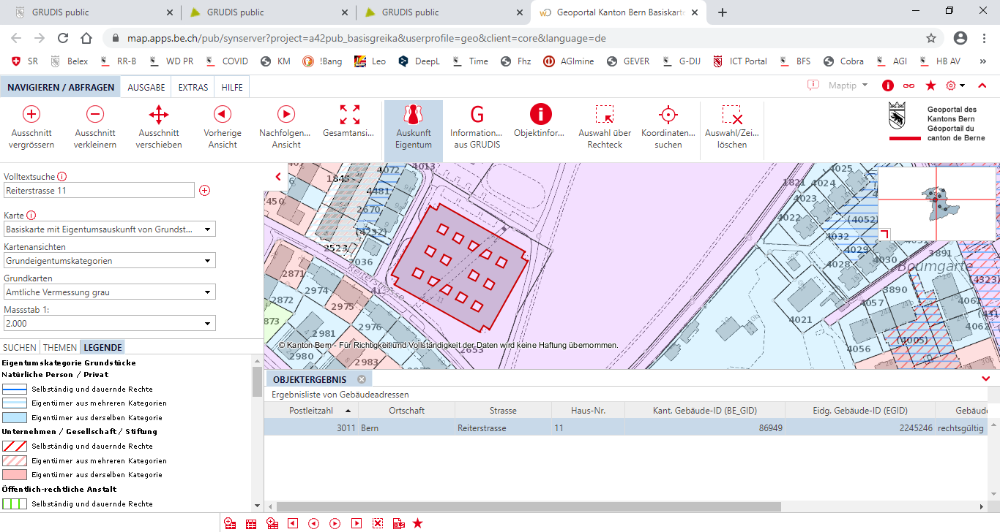 GRUDIS public
GRUDIS public
GRUDIS public
Geoportal Kanton Bern Basiskarte
map.apps.be.ch/pub/synserver?project=a42pub_basisgreika&userprofile=geo&client=core&language=de
SR Belex RR-B WD PR COVID KM !Bang Leo DeepL Time Fhz AGImine GEVER G-DIJ ICT Portal BFS Cobra AGI HB AV »
NAVIGIEREN / ABFRAGEN AUSGABE EXTRAS HILFE Maptip
Ausschnitt vergrössern
Ausschnitt verkleinern
Ausschnitt verschieben
Vorherige Ansicht
Nachfolgen... Ansicht
Gesamtansi...
Auskunft Eigentum
G
Information... aus GRUDIS
Objektinfor...
Auswahl über Rechteck
Koordinaten... suchen
Auswahl/Zei... löschen
Geoportal des
Kantons Bern
Géoportail du
canton de Berne
Volltextsuche
Reiterstrasse 11
Karte
Basiskarte mit Eigentumsauskunft von Grundst...
Kartenansichten
Grundeigentumskategorien
Grundkarten
Amtliche Vermessung grau
Massstab 1:
2.000
SUCHEN THEMEN LEGENDE
Eigentumskategorie Grundstücke
Natürliche Person / Privat
Selbständig und dauernde Rechte
Eigentümer aus mehreren Kategorien
Eigentümer aus derselben Kategorie
Unternehmen / Gesellschaft / Stiftung
Selbständig und dauernde Rechte
Eigentümer aus mehreren Kategorien
Eigentümer aus derselben Kategorie
Öffentlich-rechtliche Anstalt
Selbständig und dauernde Rechte
4013
4072
1845
4481
2670
(4232)
2523
2036
450
2871
2974
2872
2975
873
2976
2981
2980
2983
2653
Reiterstrasse
11
4025
1821
4024
4023
4022
(4052)
4032
4029
4028
4030
3891
Baumgarte
(4323)
3890
4057
4061
4021
4062
(4005)
4056
© Kanton Bern - Für Richtigkeit und Vollständigkeit der Daten wird keine Haftung übernommen.
OBJEKTERGEBNIS
Ergebnisliste von Gebäudeadressen
Postleitzahl Ortschaft Strasse Haus-Nr. Kant. Gebäude-ID (BE_GID) Eidg. Gebäude-ID (EGID) Gebäude
3011 Bern Reiterstrasse 11 86949 2245246 rechtsgültig
XLS